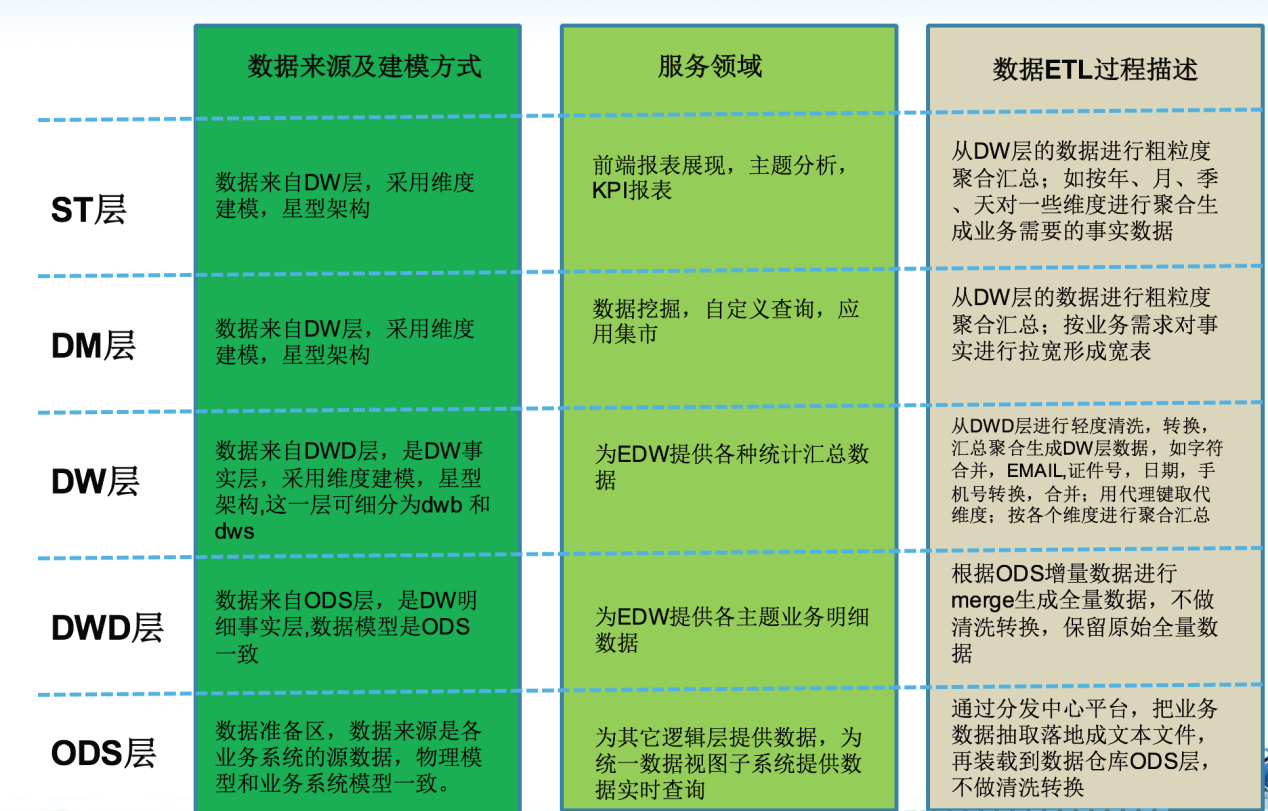 数据来源及建模方式
服务领域
数据ETL过程描述
ST层
数据来自DW层，采用维度
建模，星型架构
前端报表展现，主题分析，
KPI报表
从DW层的数据进行粗粒度
聚合汇总；如按年、月、季
、天对一些维度进行聚合生
成业务需要的事实数据
DM层
数据来自DW层，采用维度
建模，星型架构
数据挖掘，自定义查询，应
用集市
从DW层的数据进行粗粒度
聚合汇总；按业务需求对事
实进行拉宽形成宽表
DW层
数据来自DWD层，是DW事
实层，采用维度建模，星型
架构,这一层可细分为dwb 和
dws
为EDW提供各种统计汇总数
据
从DWD层进行轻度清洗，转换，
汇总聚合生成DW层数据，如字符
合并，EMAIL,证件号，日期，手
机号转换，合并；用代理键取代
维度；按各个维度进行聚合汇总
DWD层
数据来自ODS层，是DW明
细事实层,数据模型是ODS
一致
为EDW提供各主题业务明细
数据
根据ODS增量数据进行
merge生成全量数据，不做
清洗转换，保留原始全量数
据
ODS层
数据准备区，数据来源是各
业务系统的源数据，物理模
型和业务系统模型一致。
为其它逻辑层提供数据，为
统一数据视图子系统提供数
据实时查询
通过分发中心平台，把业务
数据抽取落地成文本文件，
再装载到数据仓库ODS层，
不做清洗转换